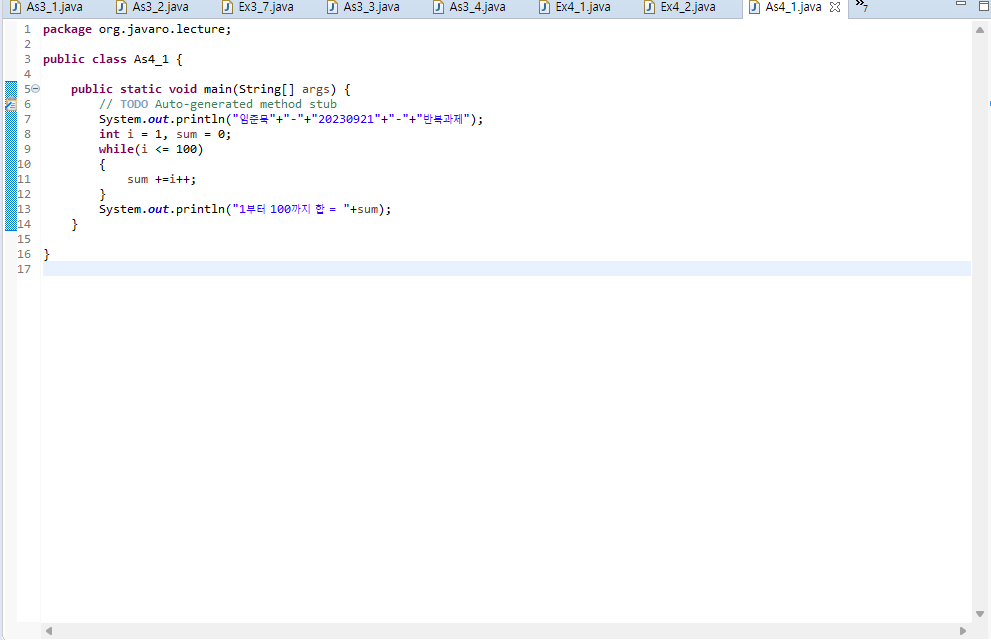 As3_1.java As3_2.java Ex3_7.java As3_3.java As3_4.java Ex4_1.java Ex4_2.java As4_1.java »7
1 package org.javaro.lecture;
2
3 public class As4_1 {
4
5 public static void main(String[] args) {
6 // TODO Auto-generated method stub
7 System.out.println("임준묵"+"-"+"20230921"+"-"+"반복과제");
8 int i = 1, sum = 0;
9 while(i <= 100)
10 {
11 sum +=i++;
12 }
13 System.out.println("1부터 100까지 합 = "+sum);
14 }
15
16 }
17